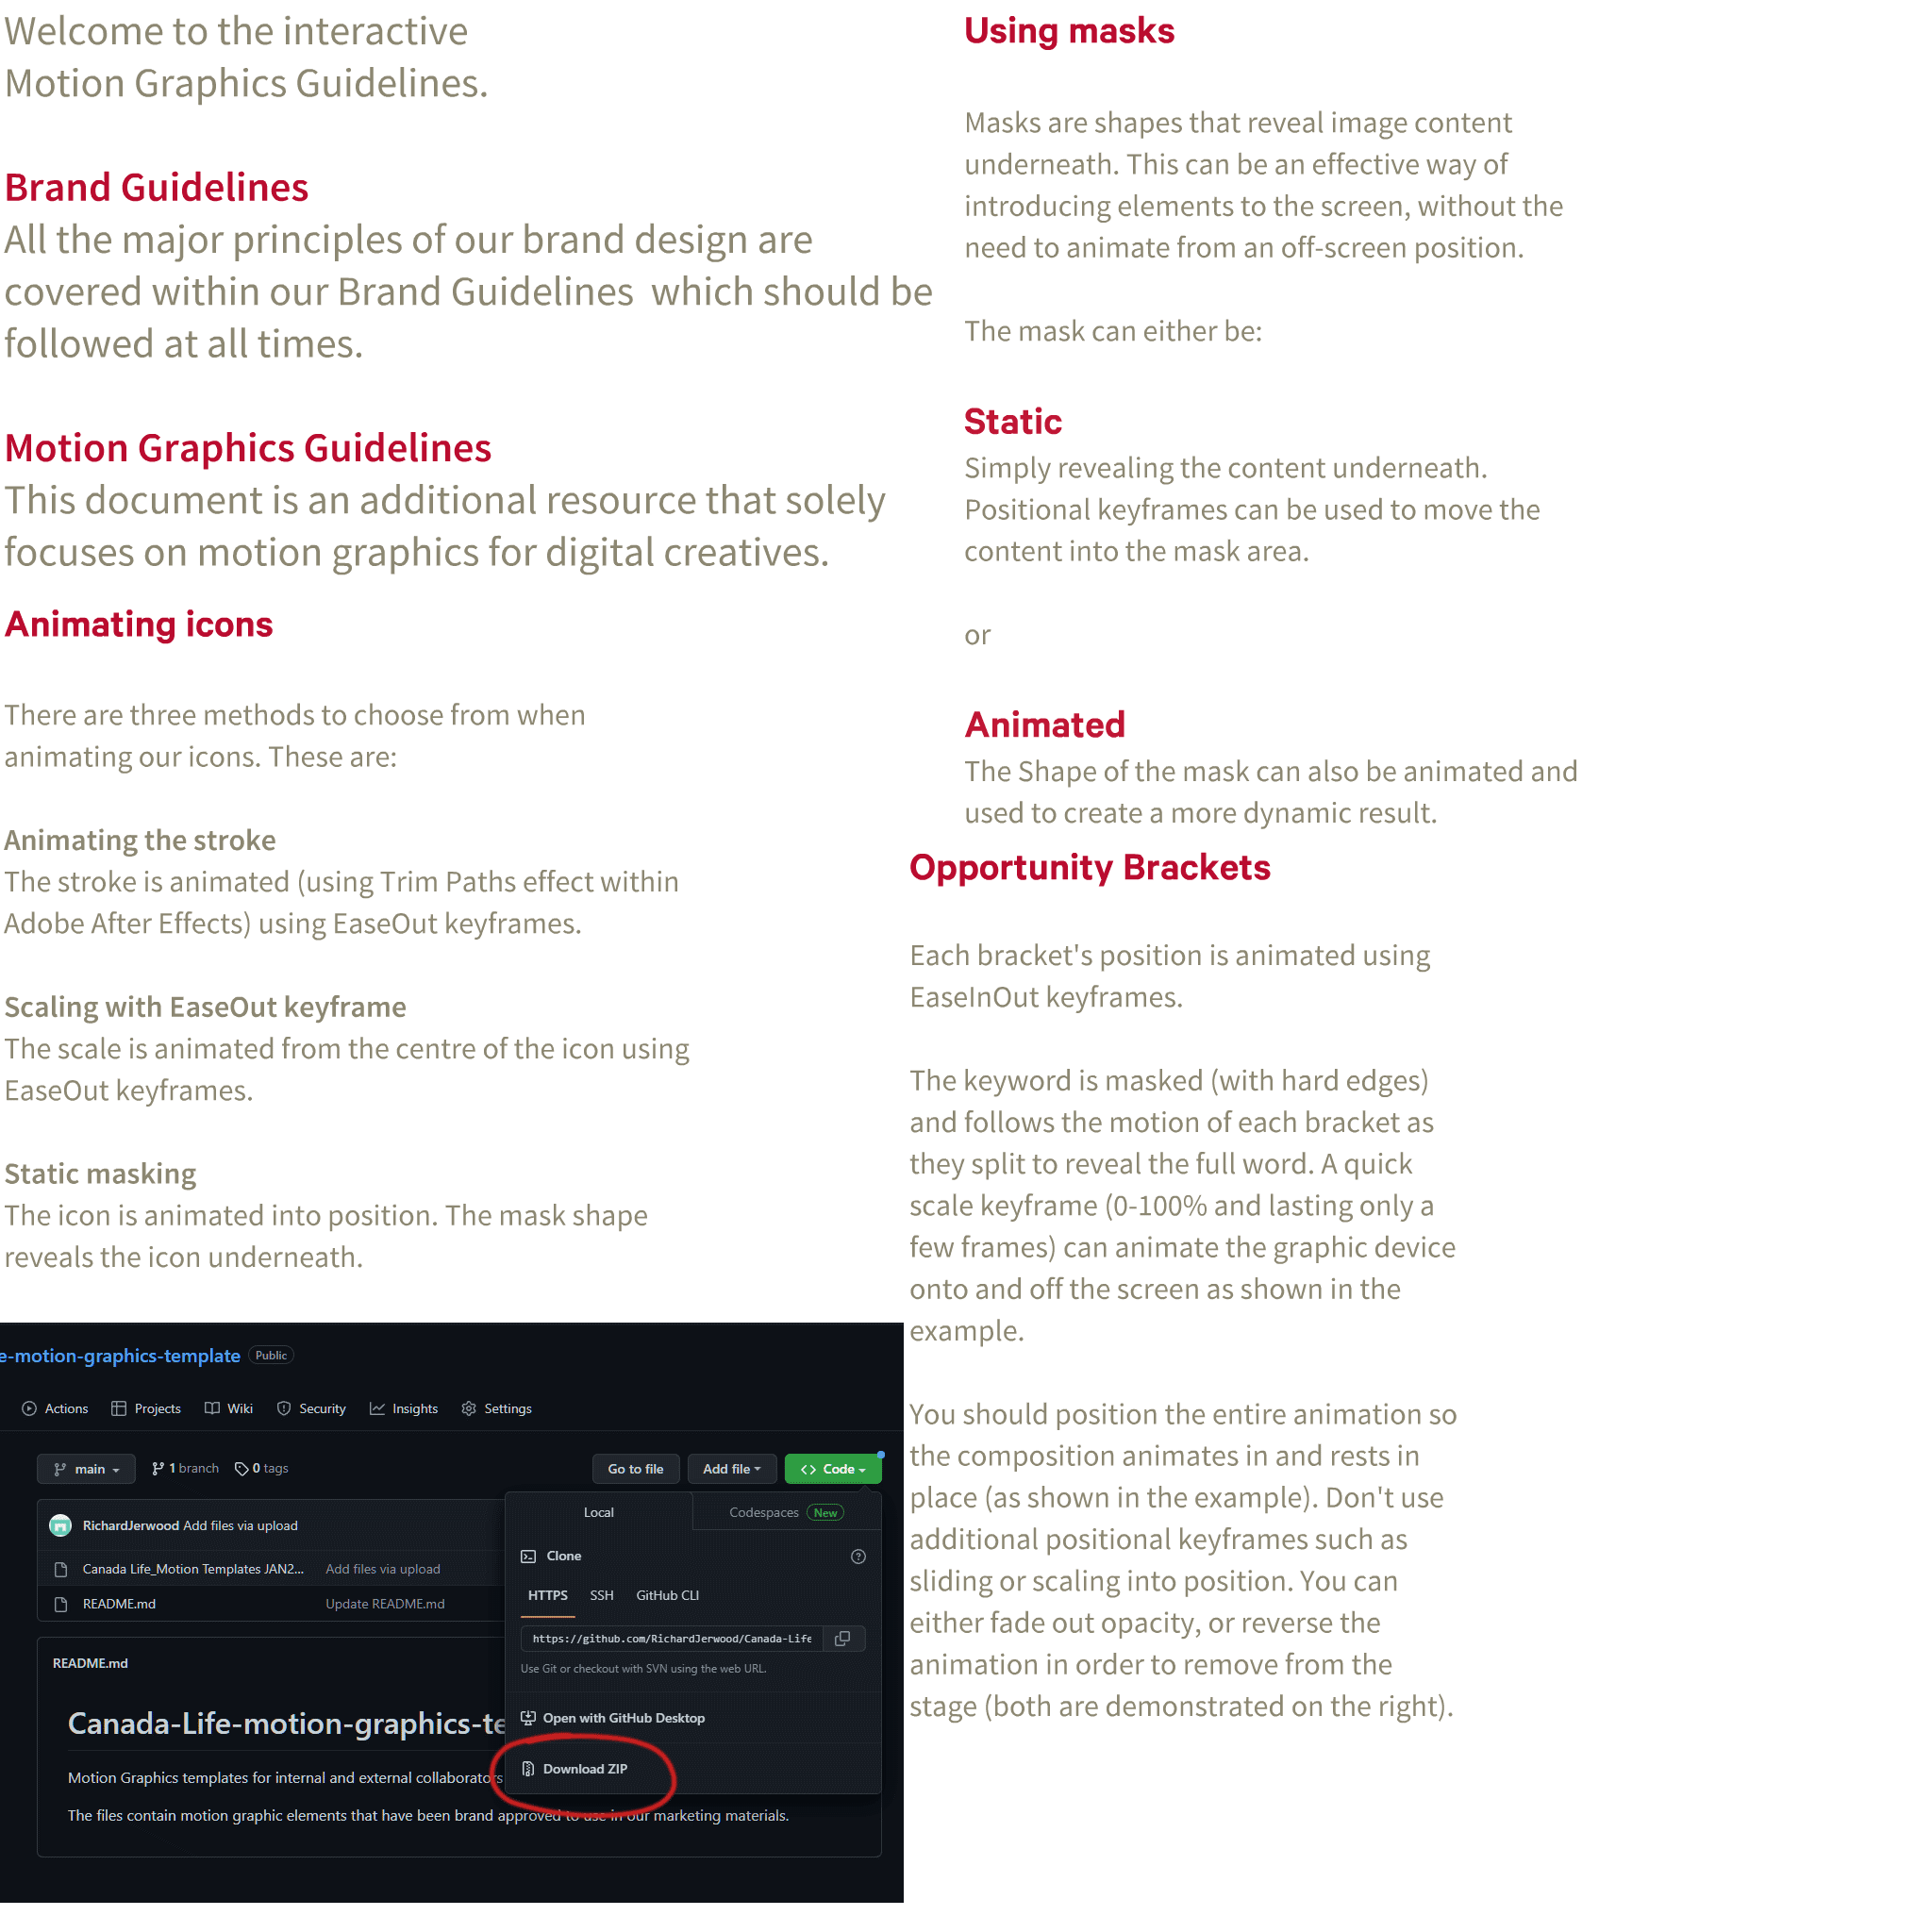 Welcome to the interactive
Motion Graphics Guidelines.
Brand Guidelines
All the major principles of our brand design are
covered within our Brand Guidelines  which should be
followed at all times.
Motion Graphics Guidelines
This document is an additional resource that solely
focuses on motion graphics for digital creatives.
Animating icons
There are three methods to choose from when
animating our icons. These are:
Animating the stroke
The stroke is animated (using Trim Paths effect within
Adobe After Effects) using EaseOut keyframes.
Scaling with EaseOut keyframe
The scale is animated from the centre of the icon using
EaseOut keyframes.
Static masking
The icon is animated into position. The mask shape
reveals the icon underneath.
Using masks
Masks are shapes that reveal image content
underneath. This can be an effective way of
introducing elements to the screen, without the
need to animate from an off-screen position.
The mask can either be:
Static
Simply revealing the content underneath.
Positional keyframes can be used to move the
content into the mask area.
or
Animated
The Shape of the mask can also be animated and
used to create a more dynamic result.
Opportunity Brackets
Each bracket's position is animated using
EaseInOut keyframes.
The keyword is masked (with hard edges)
and follows the motion of each bracket as
they split to reveal the full word. A quick
scale keyframe (0-100% and lasting only a
few frames) can animate the graphic device
onto and off the screen as shown in the
example.
You should position the entire animation so
the composition animates in and rests in
place (as shown in the example). Don't use
additional positional keyframes such as
sliding or scaling into position. You can
either fade out opacity, or reverse the
animation in order to remove from the
stage (both are demonstrated on the right).
e-motion-graphics-template Public
Actions Projects Wiki Security Insights Settings
main 1 branch 0 tags Go to file Add file Code
RichardJerwood Add files via upload
Canada Life_Motion Templates JAN2... Add files via upload
README.md Update README.md
Local Codespaces New
Clone
HTTPS SSH GitHub CLI
https://github.com/RichardJerwood/Canada-Life
Use Git or checkout with SVN using the web URL.
Open with GitHub Desktop
Download ZIP
README.md
Canada-Life-motion-graphics-te
Motion Graphics templates for internal and external collaborators
The files contain motion graphic elements that have been brand approved to use in our marketing materials.